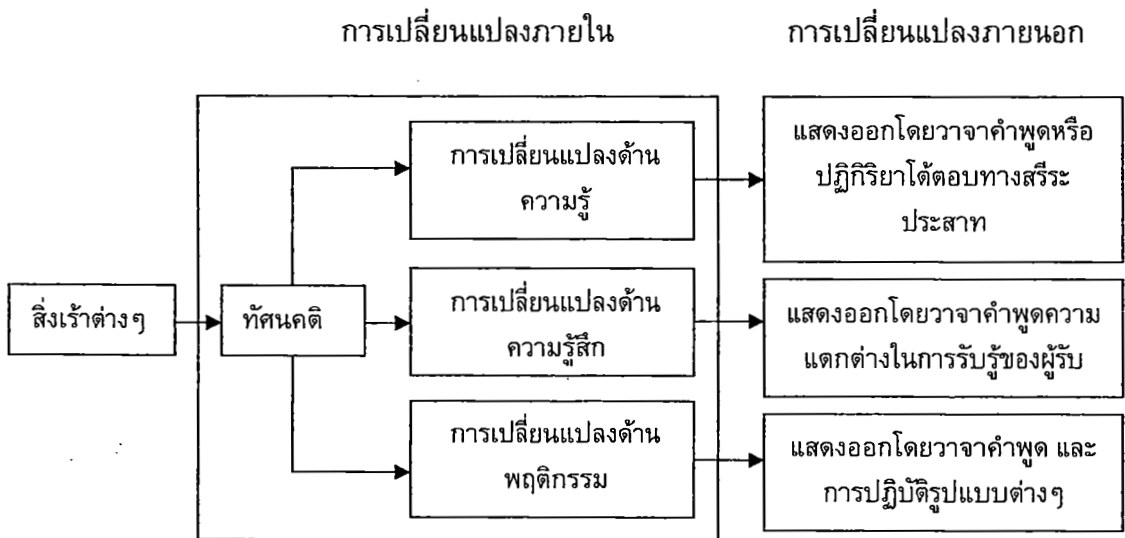 การเปลี่ยนแปลงภายใน
การเปลี่ยนแปลงภายนอก
การเปลี่ยนแปลงด้าน
ความรู้
แสดงออกโดยวาจาคำพูดหรือ
ปฏิกิริยาโต้ตอบทางสรีระ
ประสาท
สิ่งเร้าต่างๆ
ทัศนคติ
การเปลี่ยนแปลงด้าน
ความรู้สึก
แสดงออกโดยวาจาคำพูดความ
แตกต่างในการรับรู้ของผู้รับ
การเปลี่ยนแปลงด้าน
พฤติกรรม
แสดงออกโดยวาจาคำพูด และ
การปฏิบัติรูปแบบต่างๆ